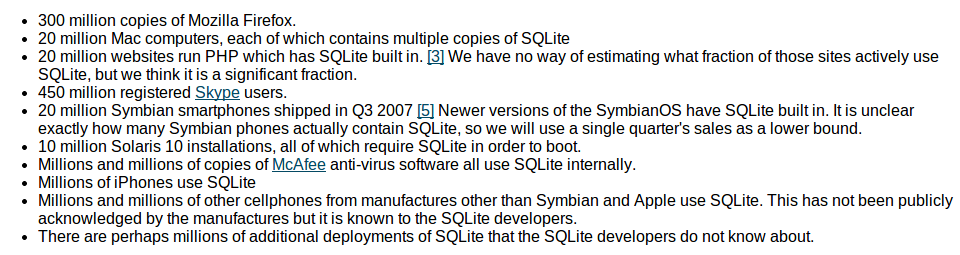 • 300 million copies of Mozilla Firefox.
• 20 million Mac computers, each of which contains multiple copies of SQLite
• 20 million websites run PHP which has SQLite built in. [3] We have no way of estimating what fraction of those sites actively use
SQLite, but we think it is a significant fraction.
• 450 million registered Skype users.
• 20 million Symbian smartphones shipped in Q3 2007 [5] Newer versions of the SymbianOS have SQLite built in. It is unclear
exactly how many Symbian phones actually contain SQLite, so we will use a single quarter's sales as a lower bound.
• 10 million Solaris 10 installations, all of which require SQLite in order to boot.
• Millions and millions of copies of McAfee anti-virus software all use SQLite internally.
• Millions of iPhones use SQLite
• Millions and millions of other cellphones from manufactures other than Symbian and Apple use SQLite. This has not been publicly
acknowledged by the manufactures but it is known to the SQLite developers.
• There are perhaps millions of additional deployments of SQLite that the SQLite developers do not know about.